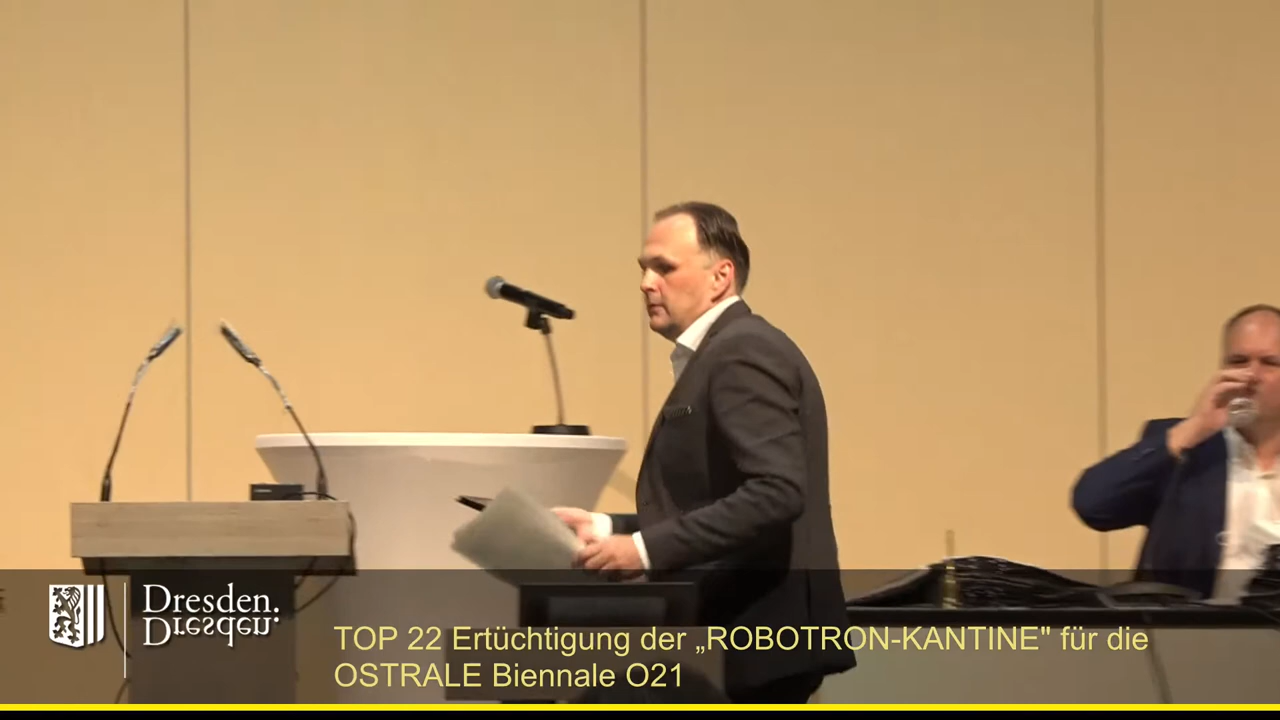 Dresden.
Dresden.
TOP 22 Ertüchtigung der „ROBOTRON-KANTINE" für die
OSTRALE Biennale O21